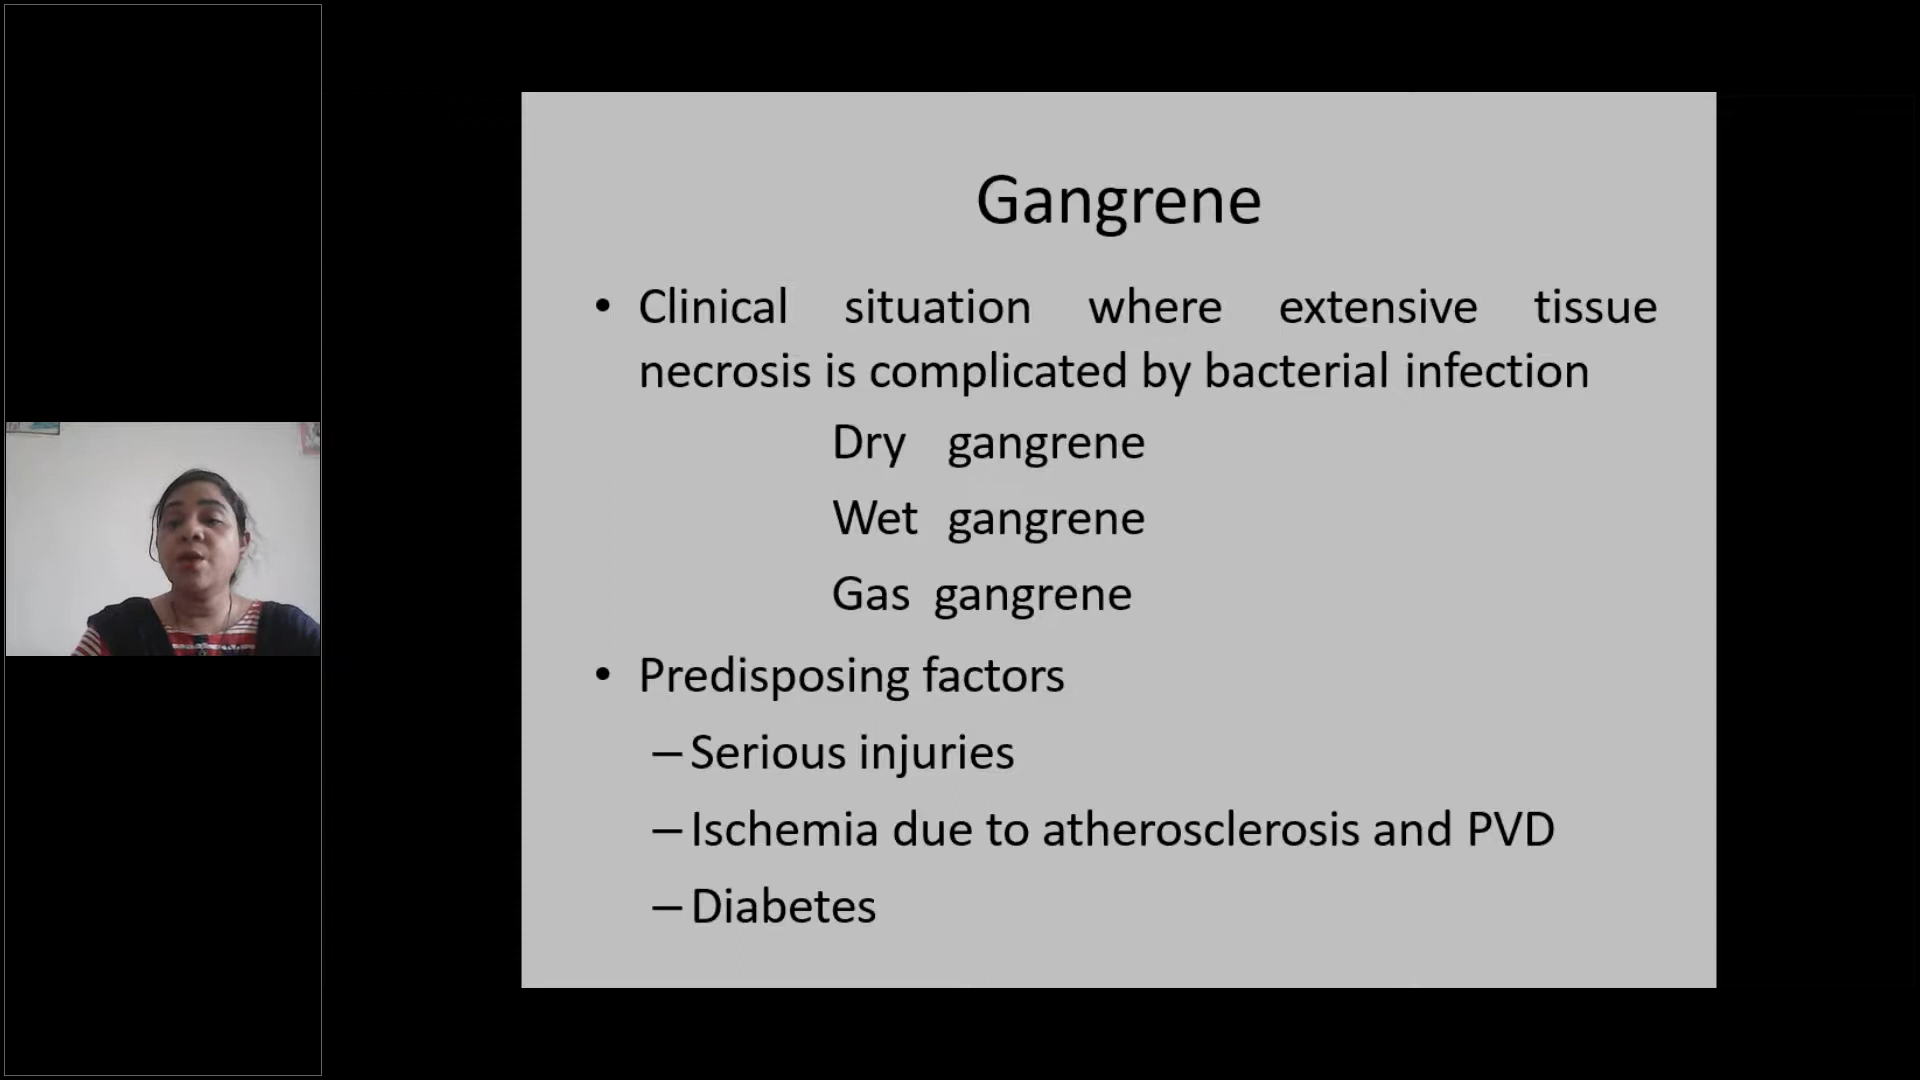 Gangrene
• Clinical situation where extensive tissue
necrosis is complicated by bacterial infection
Dry gangrene
Wet gangrene
Gas gangrene
• Predisposing factors
– Serious injuries
– Ischemia due to atherosclerosis and PVD
– Diabetes